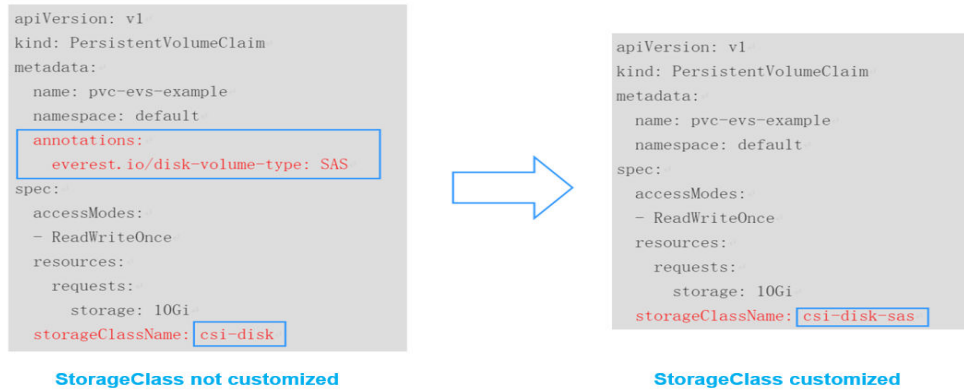 apiVersion: v1
kind: PersistentVolumeClaim
metadata:
  name: pvc-evs-example
  namespace: default
  annotations:
    everest.io/disk-volume-type: SAS
spec:
  accessModes:
  - ReadWriteOnce
  resources:
    requests:
      storage: 10Gi
  storageClassName: csi-disk
StorageClass not customized
apiVersion: v1
kind: PersistentVolumeClaim
metadata:
  name: pvc-evs-example
  namespace: default
spec:
  accessModes:
  - ReadWriteOnce
  resources:
    requests:
      storage: 10Gi
  storageClassName: csi-disk-sas
StorageClass customized